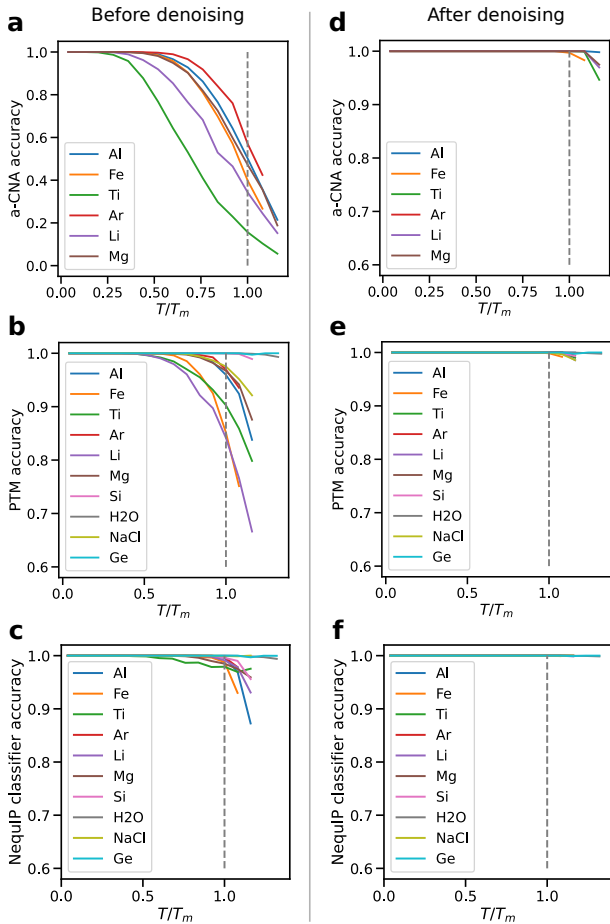 Before denoising
After denoising
a
a-CNA accuracy
1.0
0.8
0.6
0.4
0.2
0.0
Al
Fe
Ti
Ar
Li
Mg
0.00
0.25
0.50
0.75
1.00
T/Tm
d
a-CNA accuracy
1.0
0.9
0.8
0.7
0.6
Al
Fe
Ti
Ar
Li
Mg
0.00
0.25
0.50
0.75
1.00
T/Tm
b
PTM accuracy
1.0
0.9
0.8
0.7
0.6
Al
Fe
Ti
Ar
Li
Mg
Si
H2O
NaCl
Ge
0.0
0.5
1.0
T/Tm
e
PTM accuracy
1.0
0.9
0.8
0.7
0.6
Al
Fe
Ti
Ar
Li
Mg
Si
H2O
NaCl
Ge
0.0
0.5
1.0
T/Tm
c
NequIP classifier accuracy
1.0
0.9
0.8
0.7
0.6
Al
Fe
Ti
Ar
Li
Mg
Si
H2O
NaCl
Ge
0.0
0.5
1.0
T/Tm
f
NequIP classifier accuracy
1.0
0.9
0.8
0.7
0.6
Al
Fe
Ti
Ar
Li
Mg
Si
H2O
NaCl
Ge
0.0
0.5
1.0
T/Tm